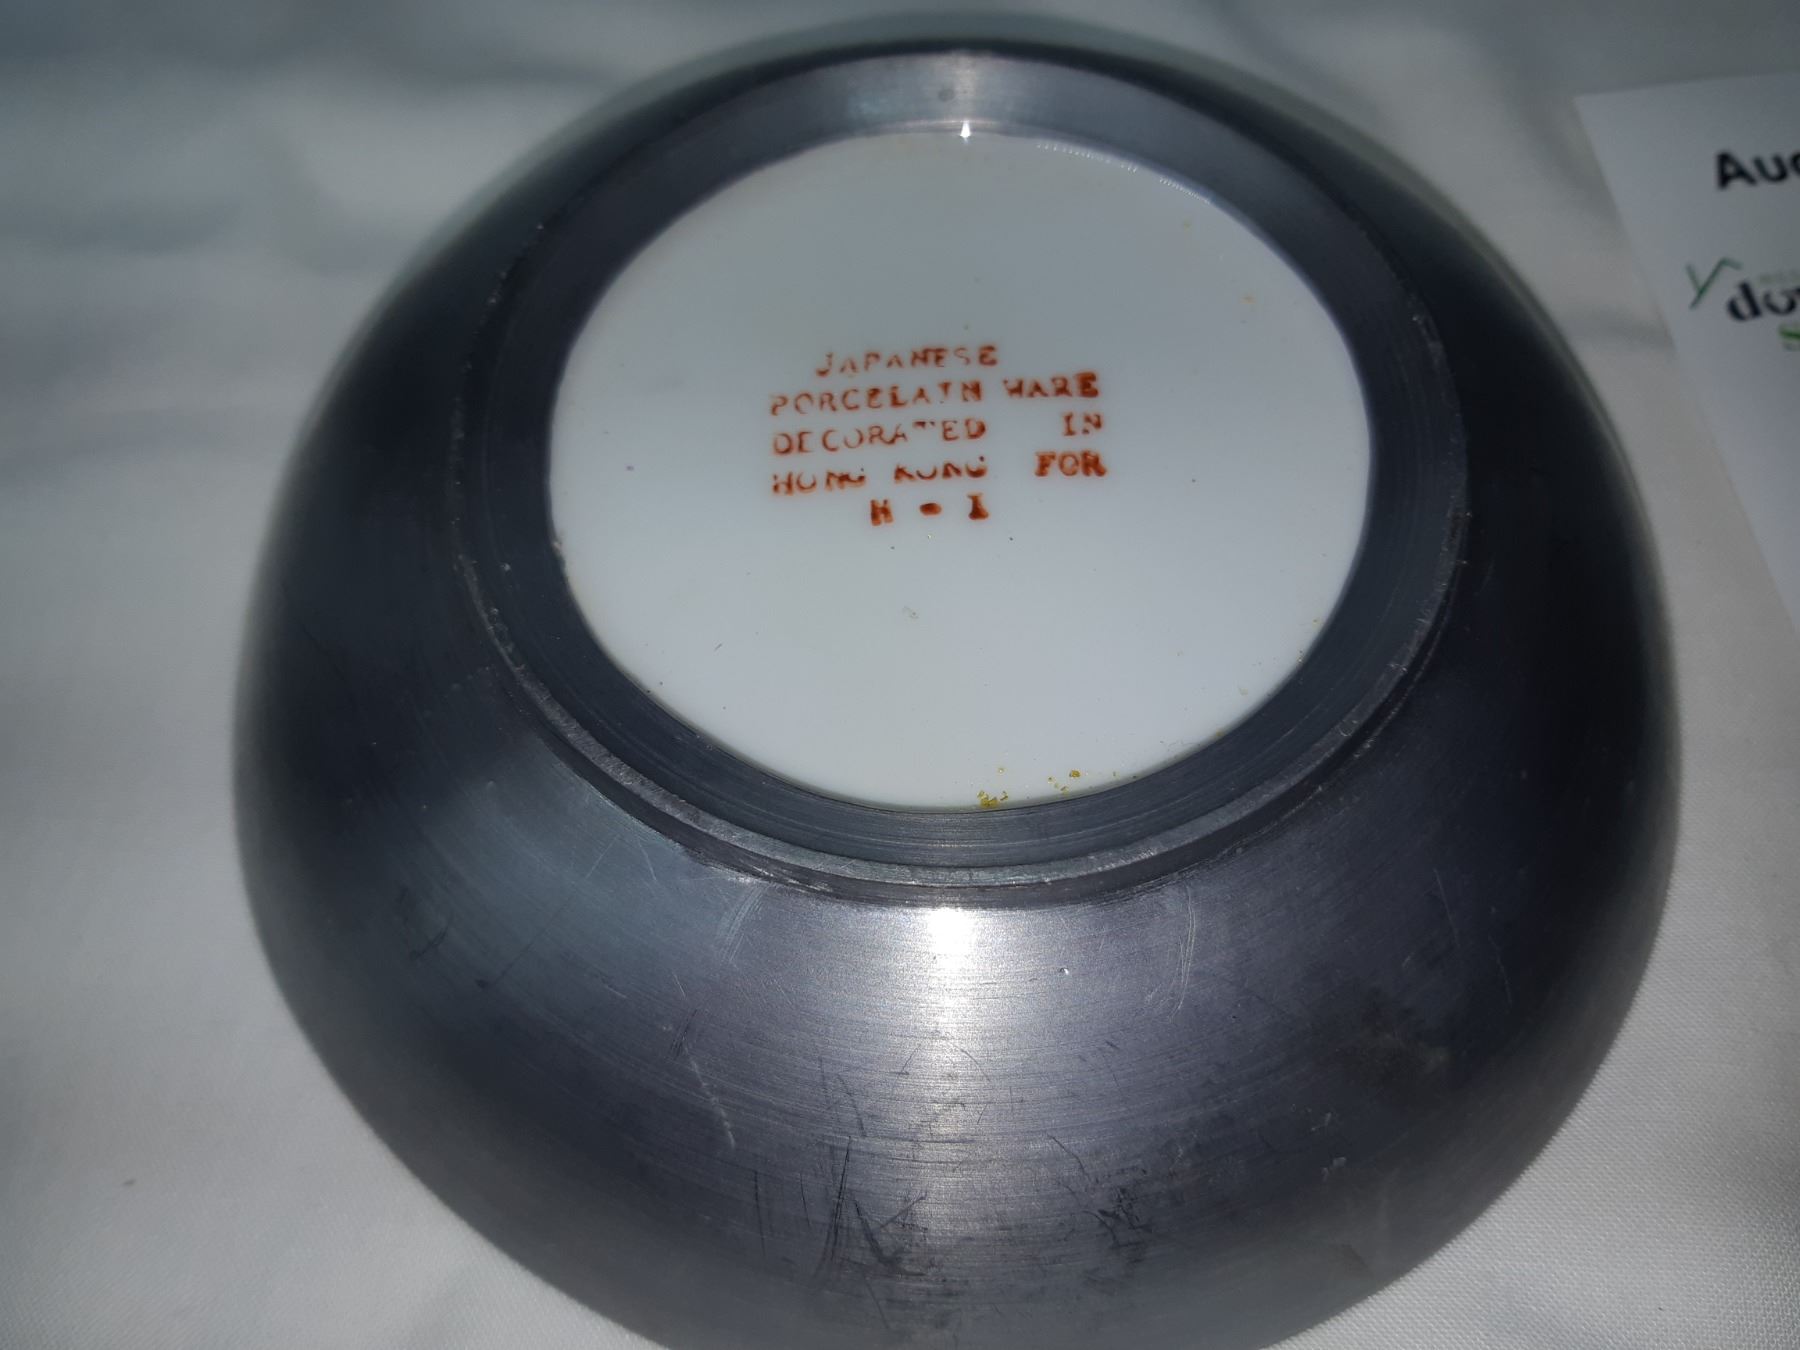 JAPANESE
PORCELAIN WARE
DECORATED IN
HONG KONG FOR
H - I